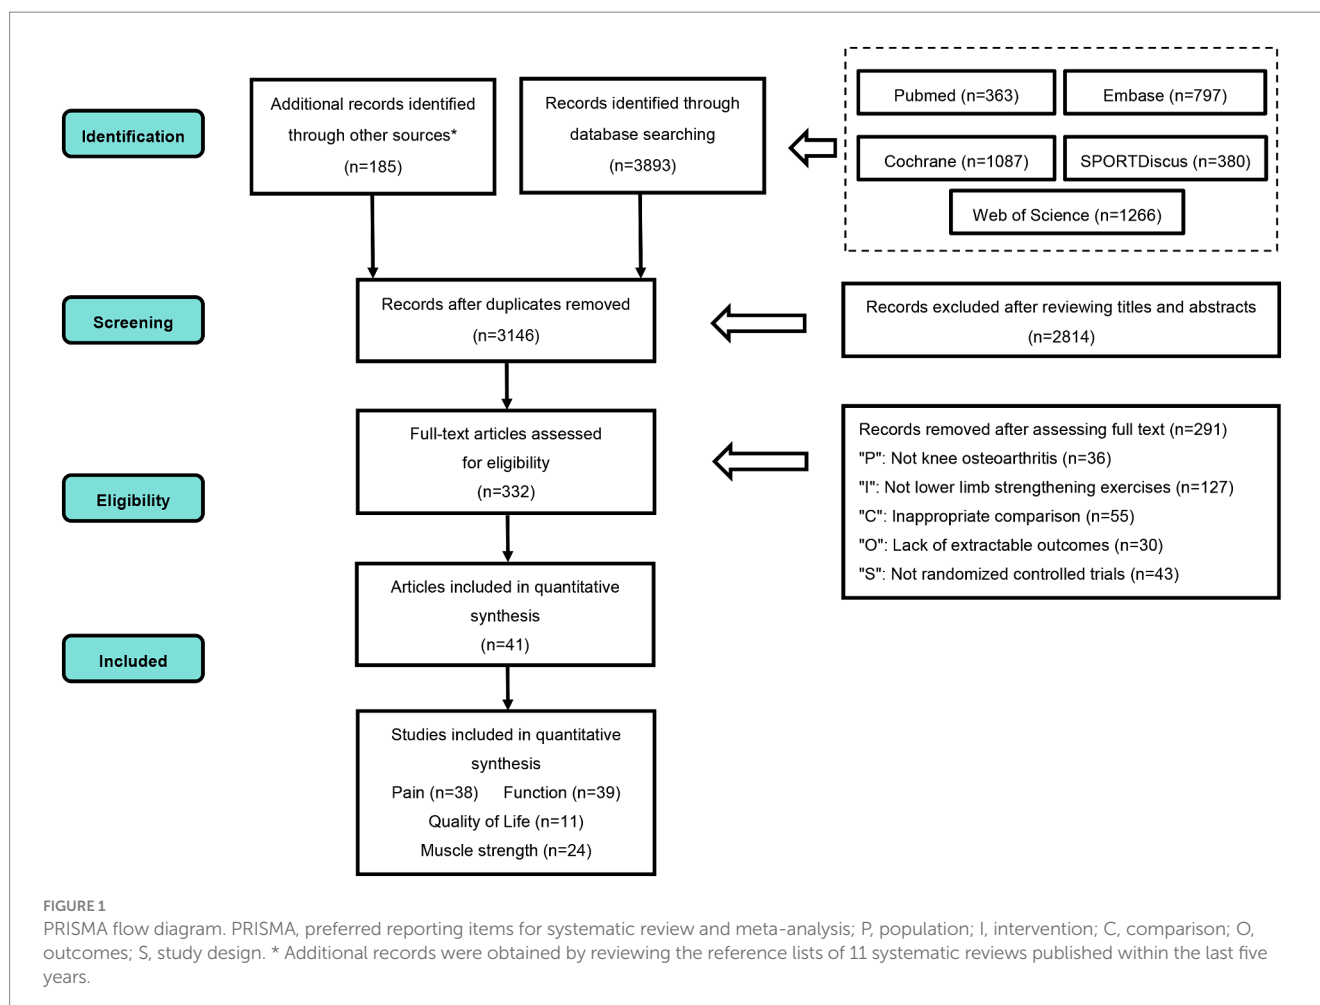 Identification
Additional records identified
through other sources*
(n=185)
Records identified through
database searching
(n=3893)
Pubmed (n=363)
Embase (n=797)
Cochrane (n=1087)
SPORTDiscus (n=380)
Web of Science (n=1266)
Screening
Records after duplicates removed
(n=3146)
Records excluded after reviewing titles and abstracts
(n=2814)
Eligibility
Full-text articles assessed
for eligibility
(n=332)
Records removed after assessing full text (n=291)
"P": Not knee osteoarthritis (n=36)
"I": Not lower limb strengthening exercises (n=127)
"C": Inappropriate comparison (n=55)
"O": Lack of extractable outcomes (n=30)
"S": Not randomized controlled trials (n=43)
Included
Articles included in quantitative
synthesis
(n=41)
Studies included in quantitative
synthesis
Pain (n=38) Function (n=39)
Quality of Life (n=11)
Muscle strength (n=24)
FIGURE 1
PRISMA flow diagram. PRISMA, preferred reporting items for systematic review and meta-analysis; P, population; I, intervention; C, comparison; O,
outcomes; S, study design. * Additional records were obtained by reviewing the reference lists of 11 systematic reviews published within the last five
years.